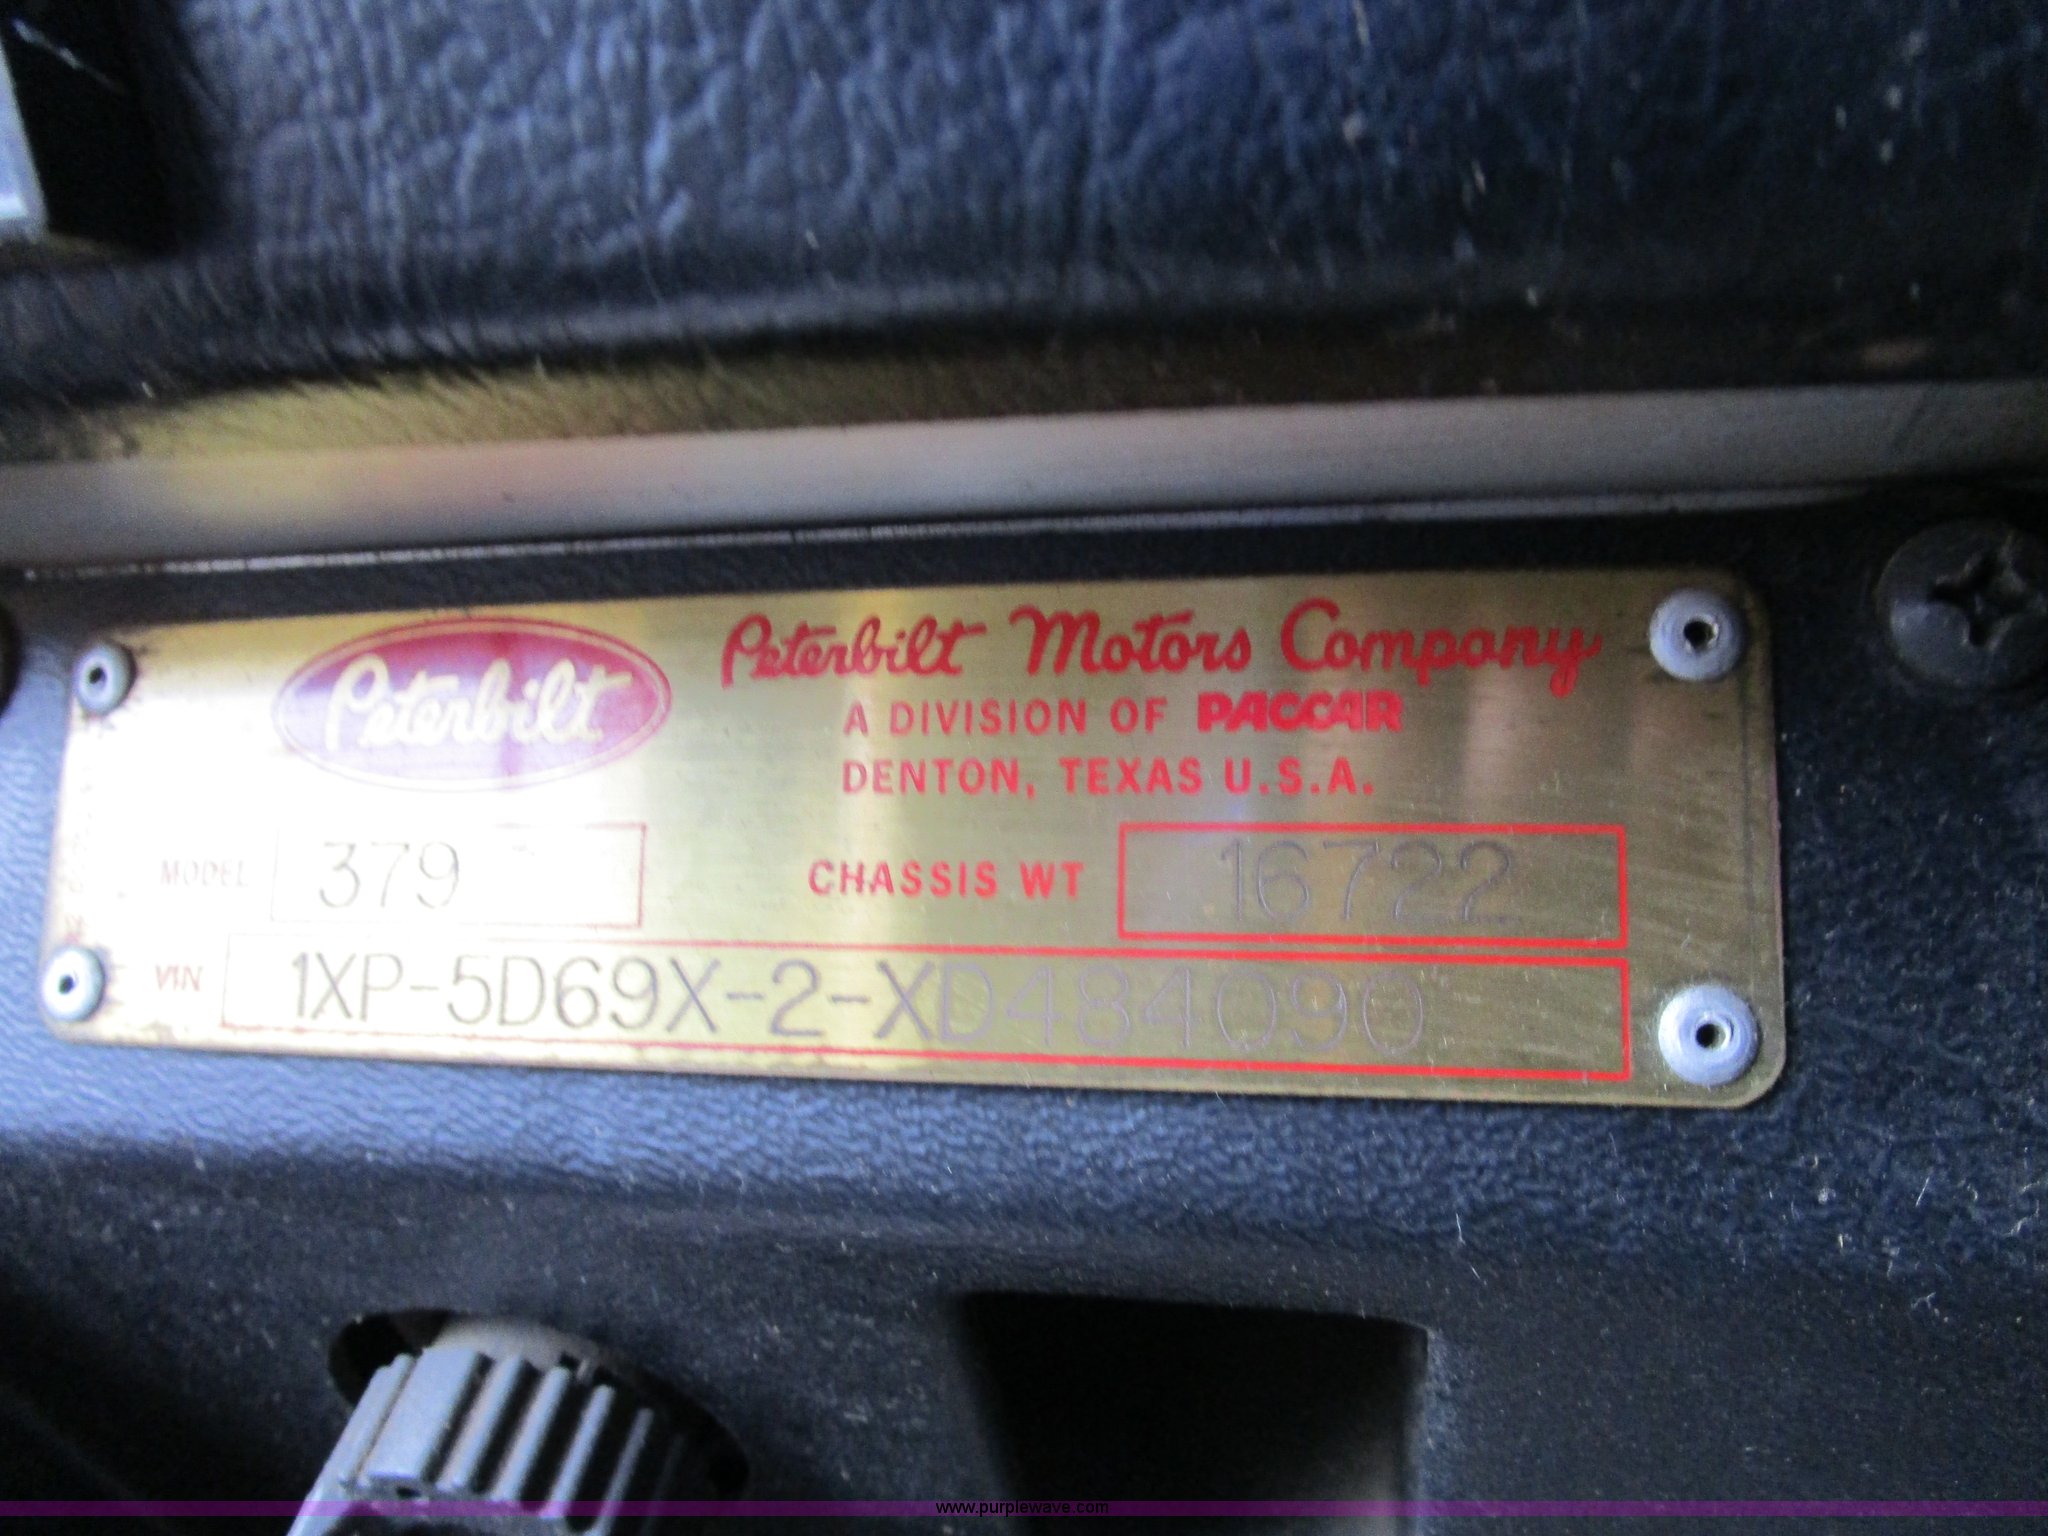 Peterbilt
Peterbilt Motors Company
A DIVISION OF PACCAR
DENTON, TEXAS U.S.A.
MODEL 379
CHASSIS WT 16722
VIN 1XP-5D69X-2-XD484090
www.purplewave.com